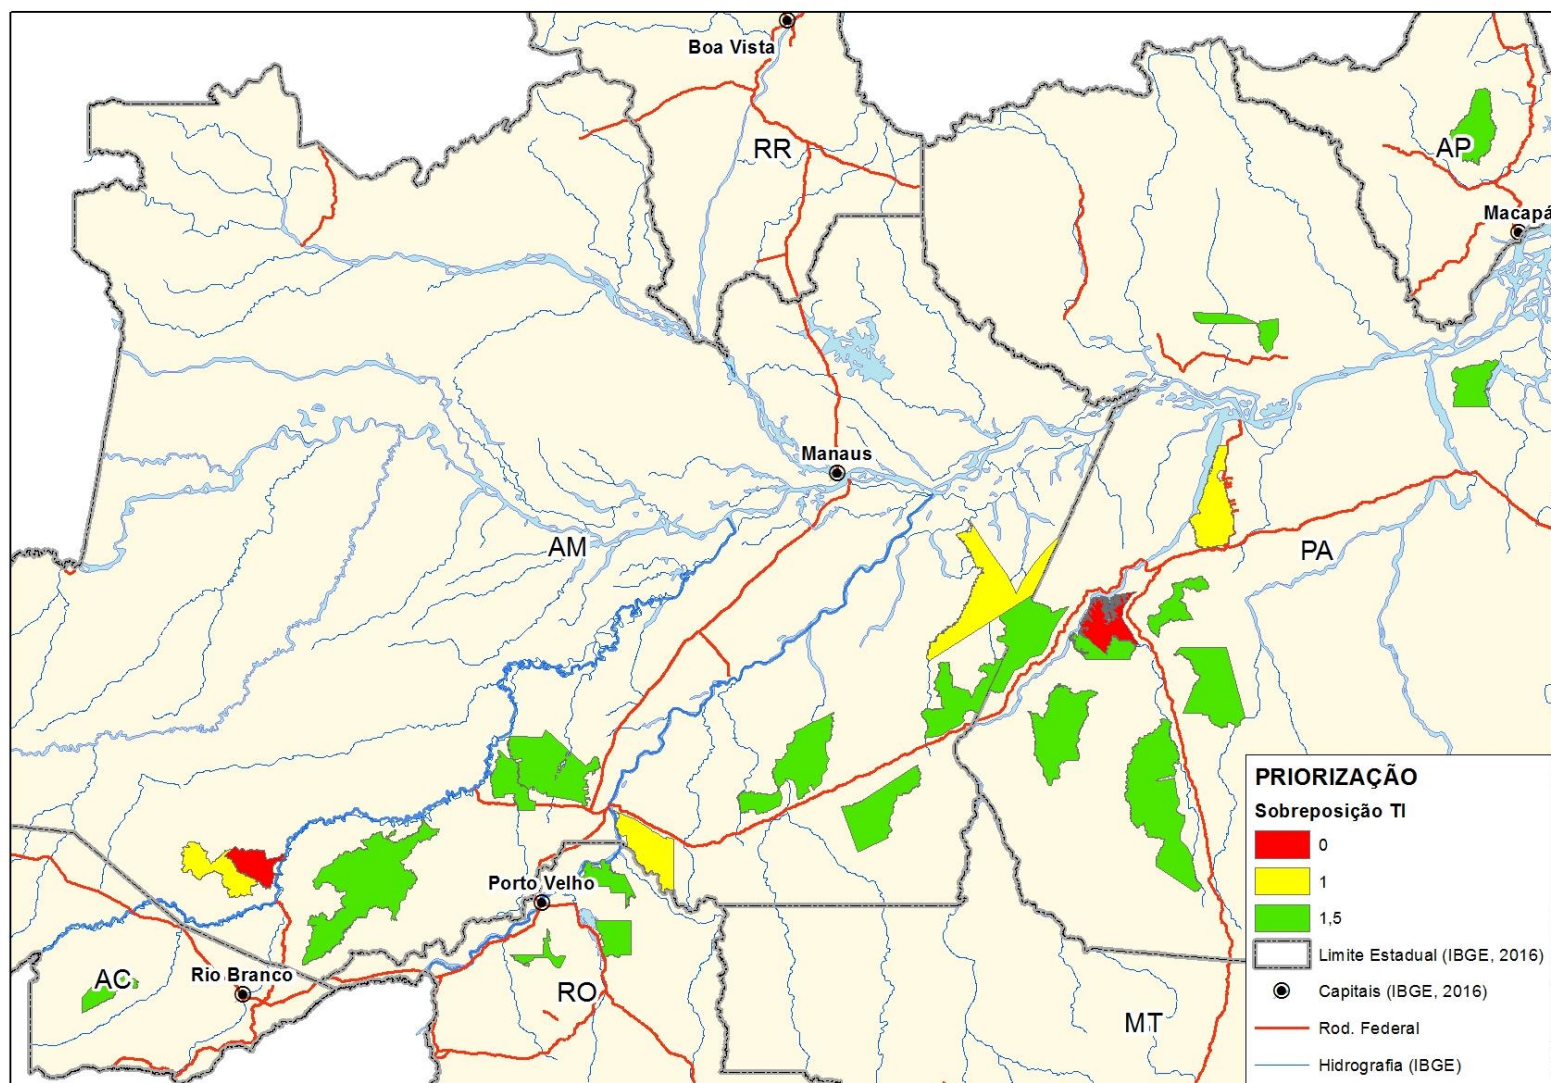 Boa Vista
RR
AP
Macapá
Manaus
AM
PA
Porto Velho
AC
Rio Branco
RO
MT
PRIORIZAÇÃO
Sobreposição TI
0
1
1,5
Limite Estadual (IBGE, 2016)
Capitais (IBGE, 2016)
Rod. Federal
Hidrografia (IBGE)